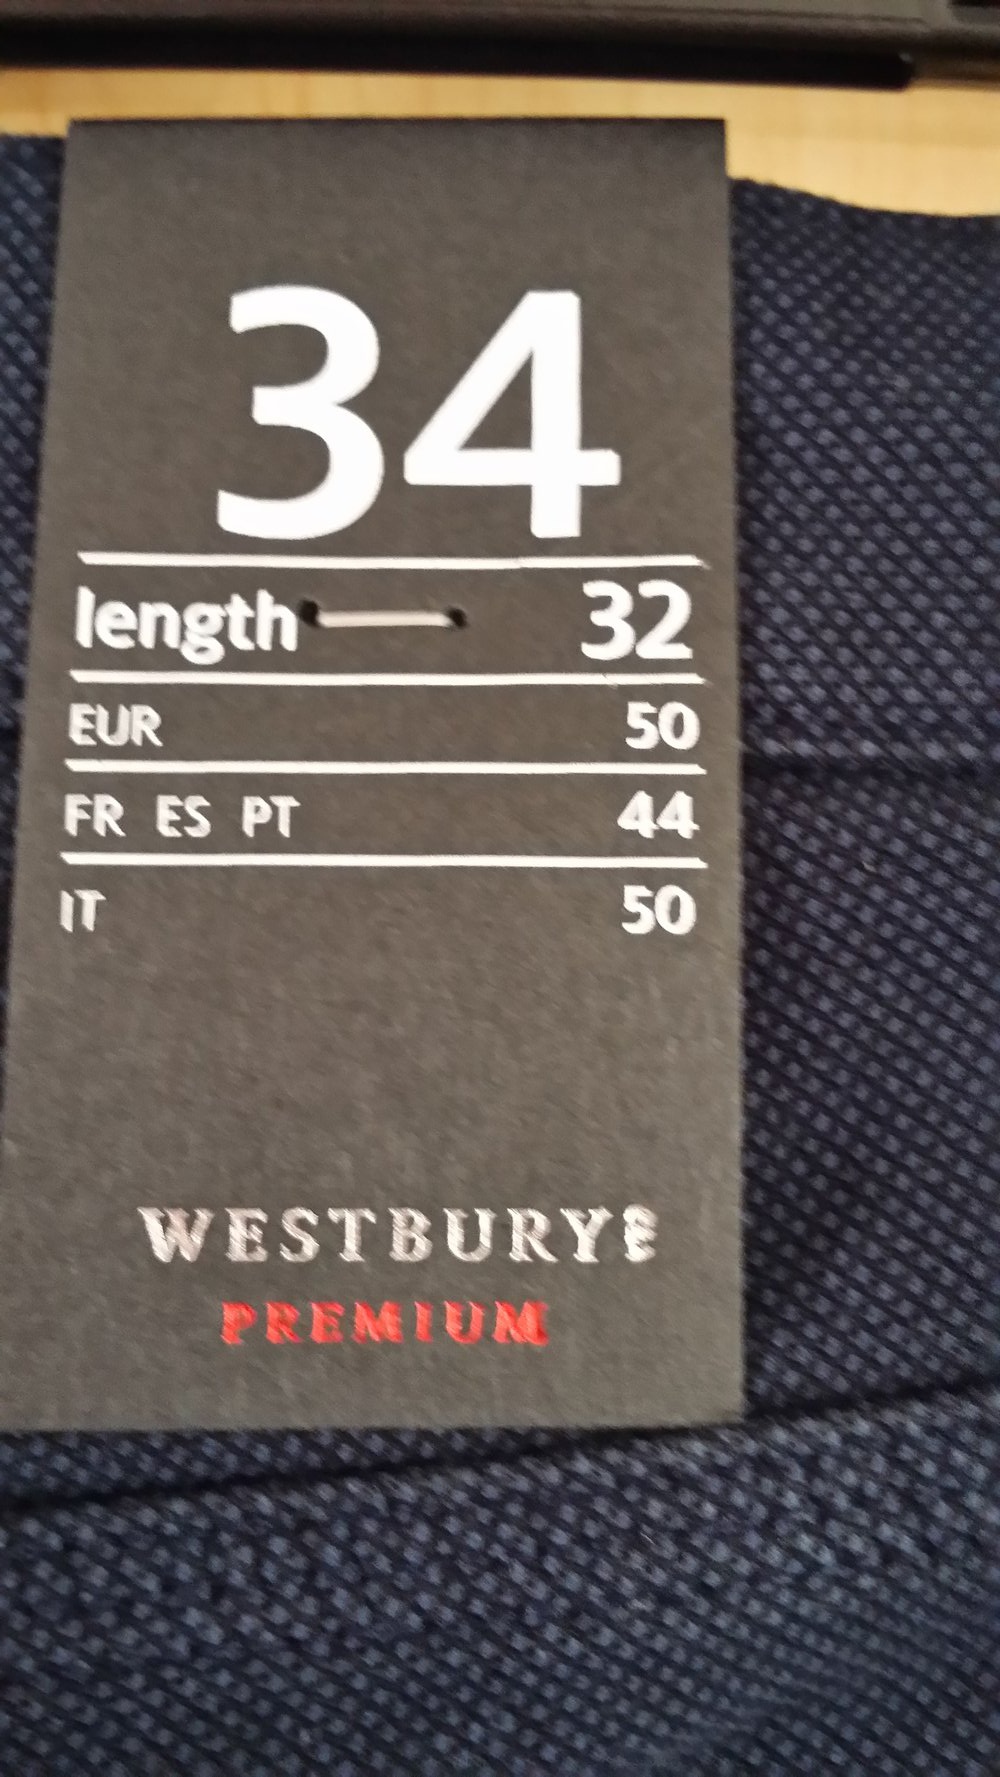 34
length 32
EUR 50
FR ES PT 44
IT 50
WESTBURY
PREMIUM